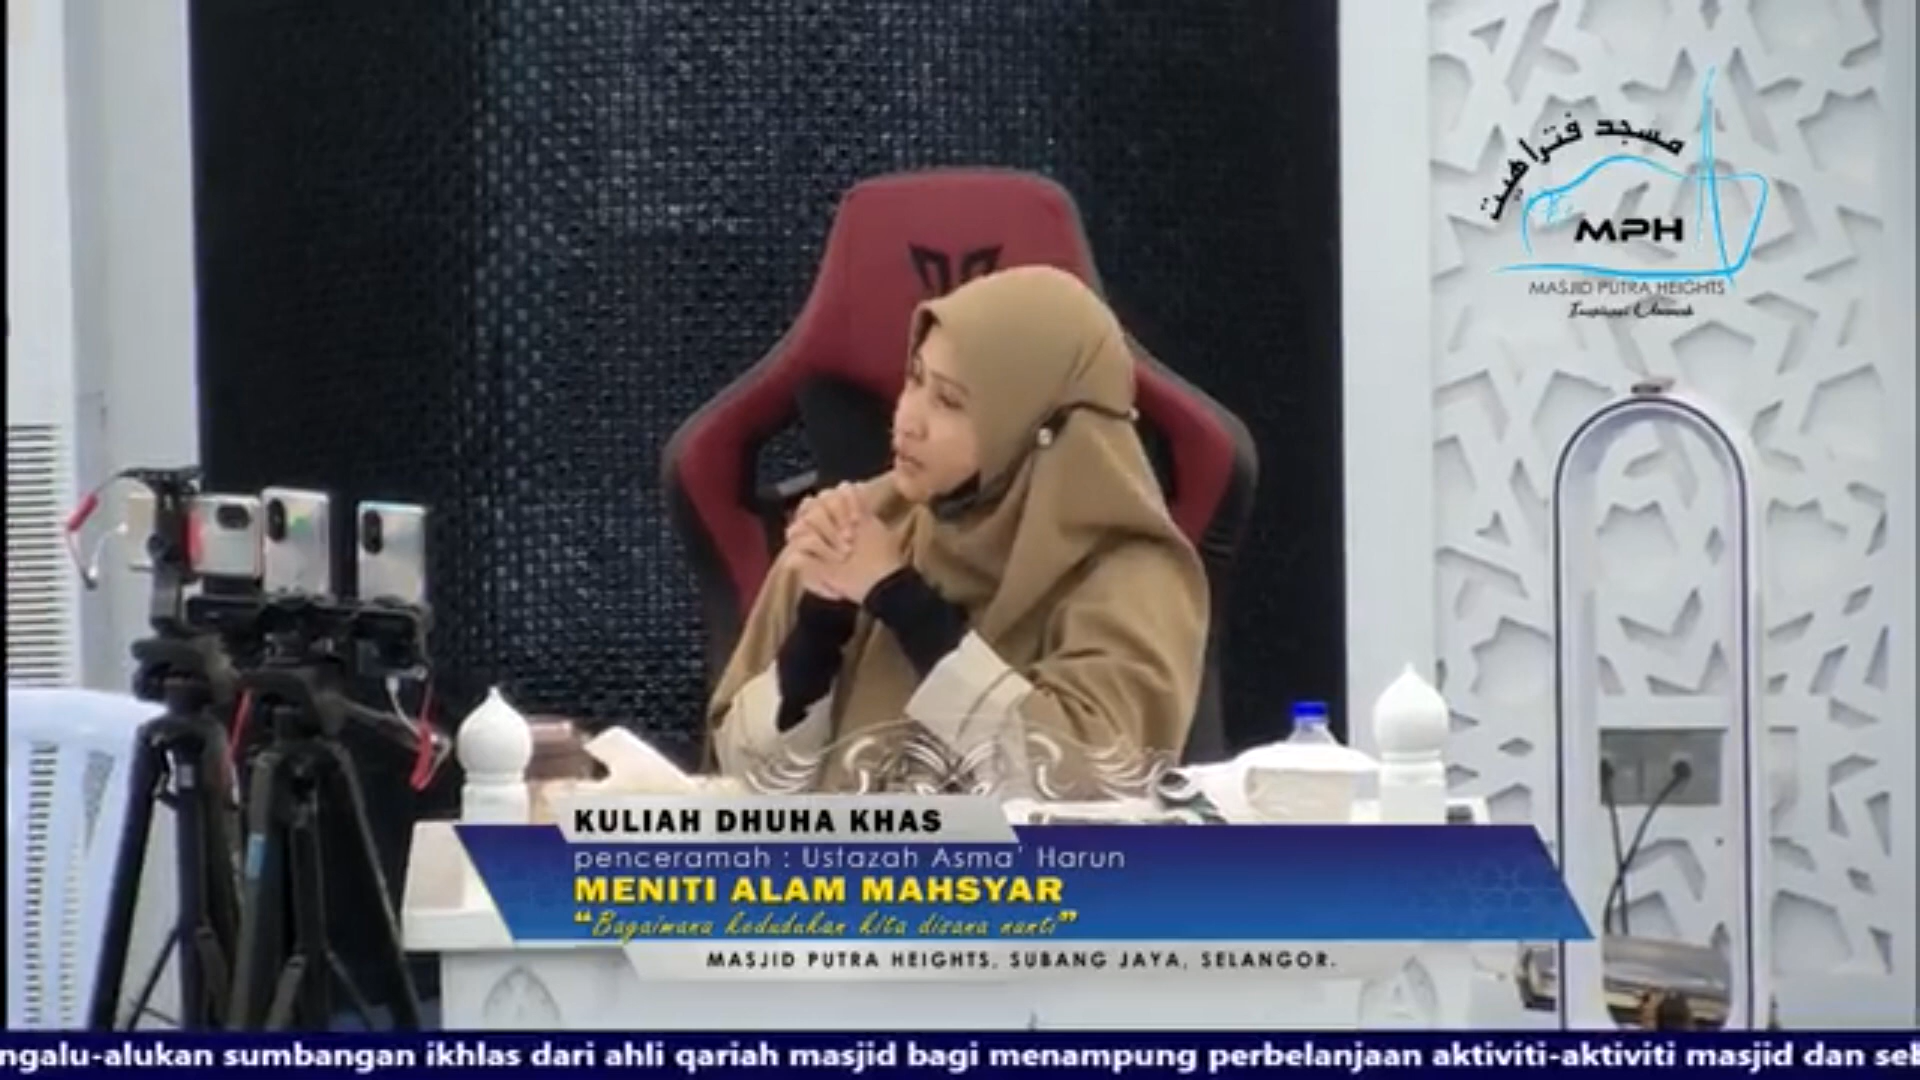 مسجد فتراهيتس
MPH
MASJID PUTRA HEIGHTS
KULIAH DHUHA KHAS
penceramah : Ustazah Asma' Harun
MENITI ALAM MAHSYAR
"Bagaimana kedudukan kita disana nanti"
MASJID PUTRA HEIGHTS, SUBANG JAYA, SELANGOR.
ngalu-alukan sumbangan ikhlas dari ahli qariah masjid bagi menampung perbelanjaan aktiviti-aktiviti masjid dan seb